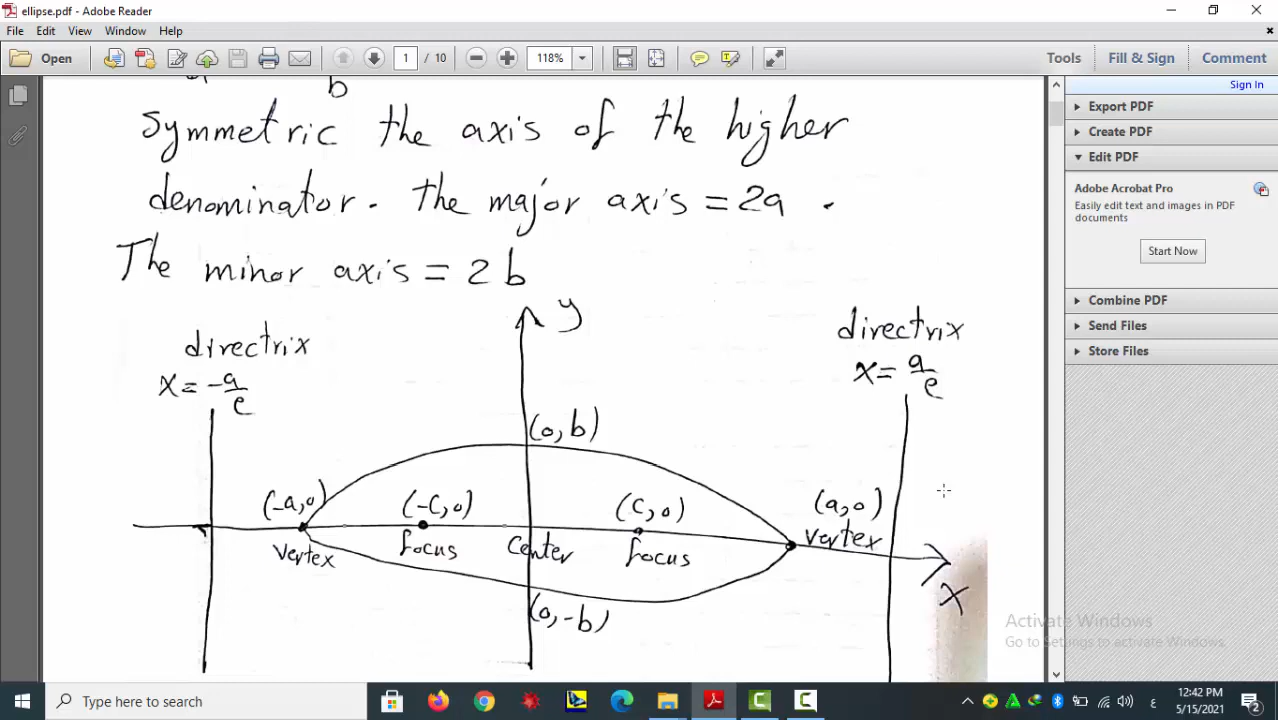 ellipse.pdf - Adobe Reader
File Edit View Window Help
Open 1 / 10 118% Tools Fill & Sign Comment
Sign In
Export PDF
Create PDF
Edit PDF
Adobe Acrobat Pro
Easily edit text and images in PDF
documents
Start Now
Combine PDF
Send Files
Store Files
b
Symmetric the axis of the higher
denominator. The major axis = 2a .
The minor axis = 2b
y
directrix
x = -a/e
directrix
x = a/e
(0, b)
(-a, 0) (-c, 0) (c, 0) (a, 0)
vertex focus Center focus vertex
x
(0, -b)
Activate Windows
Go to Settings to activate Windows.
Type here to search
ع 12:42 PM
5/15/2021
2